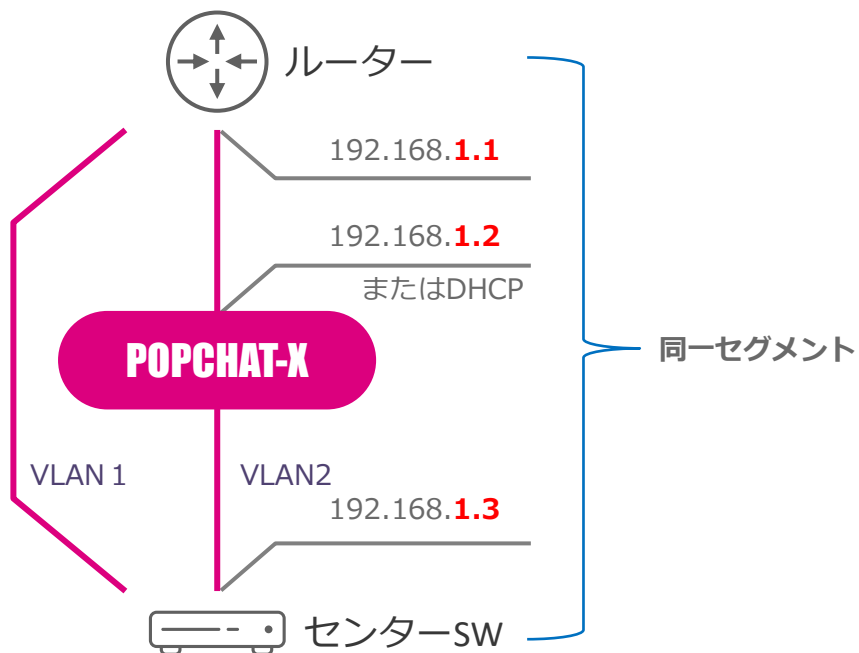 ルーター
192.168.1.1
192.168.1.2
またはDHCP
POPCHAT-X
同一セグメント
VLAN 1
VLAN2
192.168.1.3
センターSW